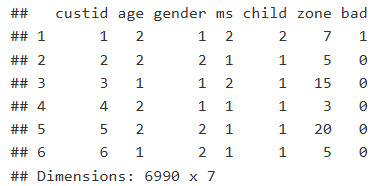 ##   custid age gender ms child zone bad
## 1      1   2      1  2     2    7   1
## 2      2   2      2  1     1    5   0
## 3      3   1      1  2     1   15   0
## 4      4   2      1  1     1    3   0
## 5      5   2      2  1     1   20   0
## 6      6   1      2  1     1    5   0
## Dimensions: 6990 x 7